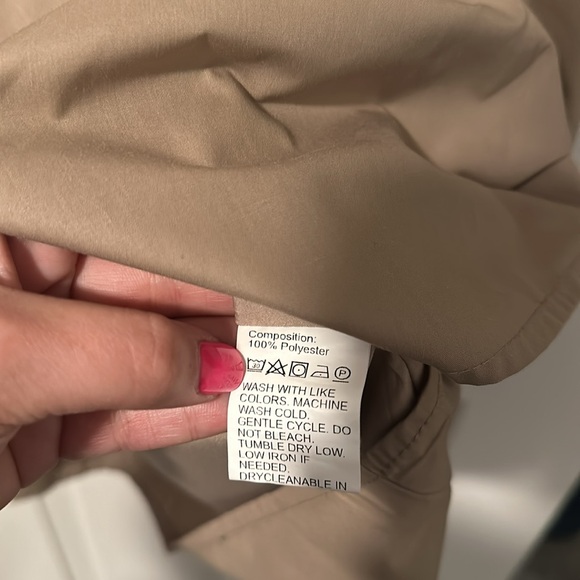 Composition:
100% Polyester
30 P
WASH WITH LIKE
COLORS. MACHINE
WASH COLD.
GENTLE CYCLE. DO
NOT BLEACH.
TUMBLE DRY LOW.
LOW IRON IF
NEEDED.
DRYCLEANABLE IN